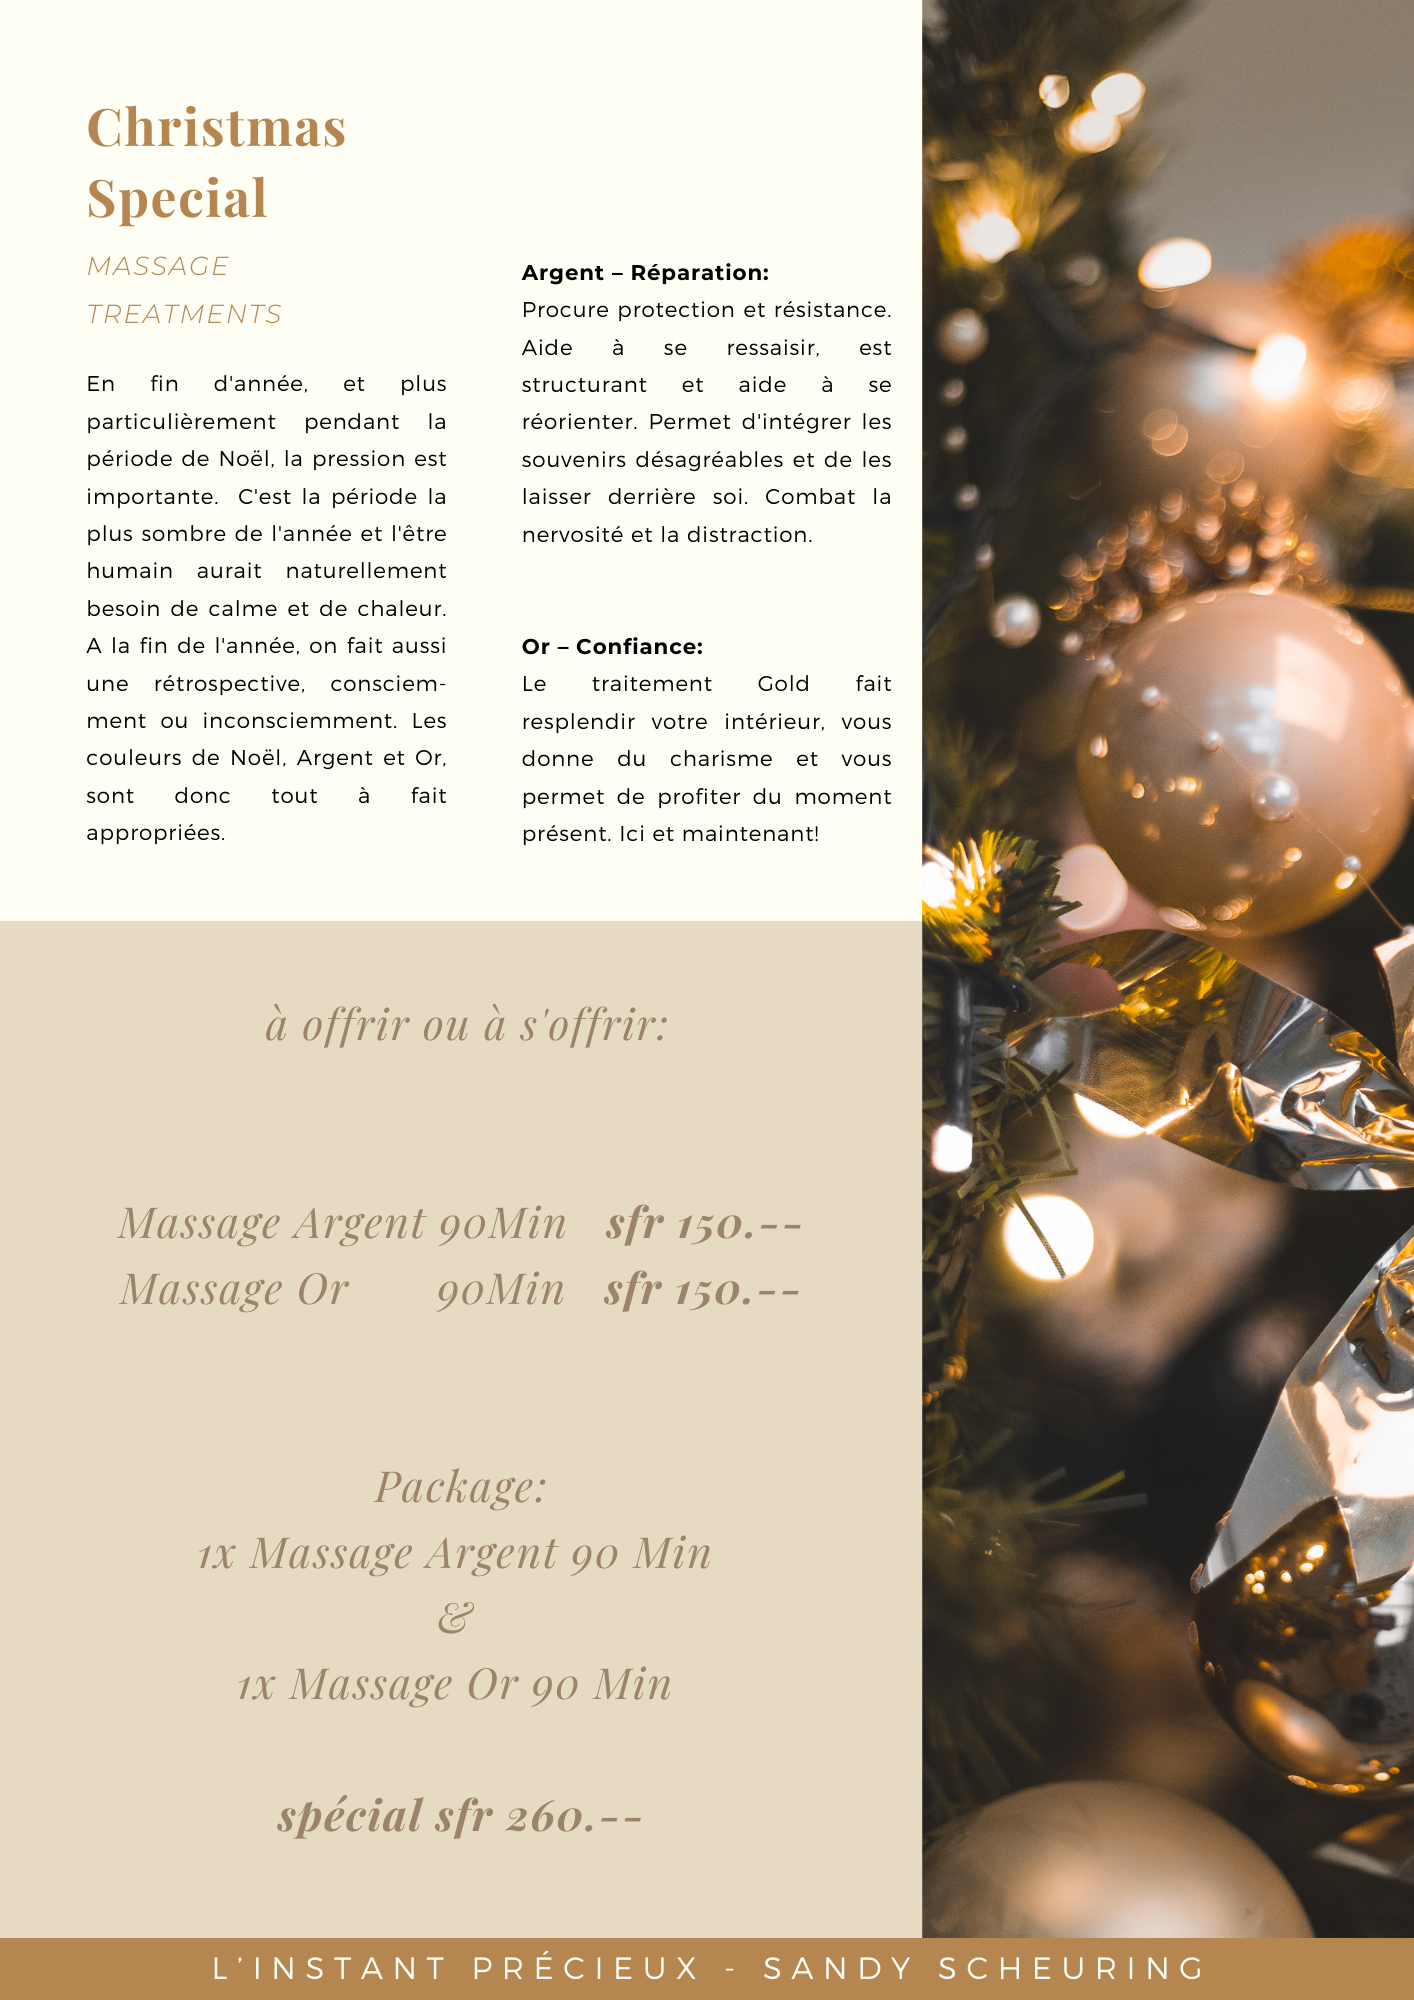 Christmas
Special
MASSAGE
TREATMENTS
En fin d'année, et plus
particulièrement pendant la
période de Noël, la pression est
importante. C'est la période la
plus sombre de l'année et l'être
humain aurait naturellement
besoin de calme et de chaleur.
A la fin de l'année, on fait aussi
une rétrospective, consciem-
ment ou inconsciemment. Les
couleurs de Noël, Argent et Or,
sont donc tout à fait
appropriées.
Argent – Réparation:
Procure protection et résistance.
Aide à se ressaisir, est
structurant et aide à se
réorienter. Permet d'intégrer les
souvenirs désagréables et de les
laisser derrière soi. Combat la
nervosité et la distraction.
Or – Confiance:
Le traitement Gold fait
resplendir votre intérieur, vous
donne du charisme et vous
permet de profiter du moment
présent. Ici et maintenant!
à offrir ou à s'offrir:
Massage Argent 90Min sfr 150.--
Massage Or 90Min sfr 150.--
Package:
1x Massage Argent 90 Min
&
1x Massage Or 90 Min
spécial sfr 260.--
L’INSTANT PRÉCIEUX - SANDY SCHEURING